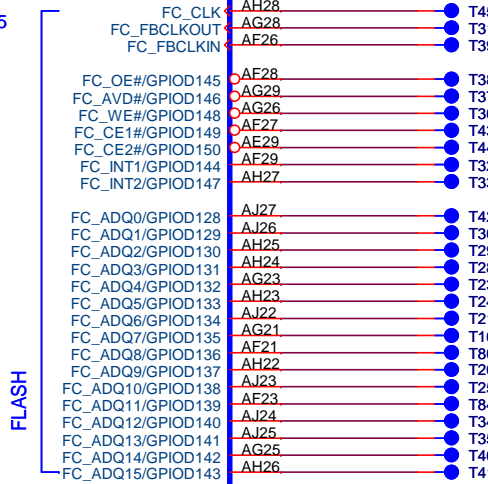 5
FC_CLK AH28
FC_FBCLKOUT AG28
FC_FBCLKIN AF26
FC_OE#/GPIOD145 AF28
FC_AVD#/GPIOD146 AG29
FC_WE#/GPIOD148 AG26
FC_CE1#/GPIOD149 AF27
FC_CE2#/GPIOD150 AE29
FC_INT1/GPIOD144 AF29
FC_INT2/GPIOD147 AH27
FC_ADQ0/GPIOD128 AJ27
FC_ADQ1/GPIOD129 AJ26
FC_ADQ2/GPIOD130 AH25
FC_ADQ3/GPIOD131 AH24
FC_ADQ4/GPIOD132 AG23
FC_ADQ5/GPIOD133 AH23
FC_ADQ6/GPIOD134 AJ22
FC_ADQ7/GPIOD135 AG21
FC_ADQ8/GPIOD136 AF21
FC_ADQ9/GPIOD137 AH22
FC_ADQ10/GPIOD138 AJ23
FC_ADQ11/GPIOD139 AF23
FC_ADQ12/GPIOD140 AJ24
FC_ADQ13/GPIOD141 AJ25
FC_ADQ14/GPIOD142 AG25
FC_ADQ15/GPIOD143 AH26
FLASH